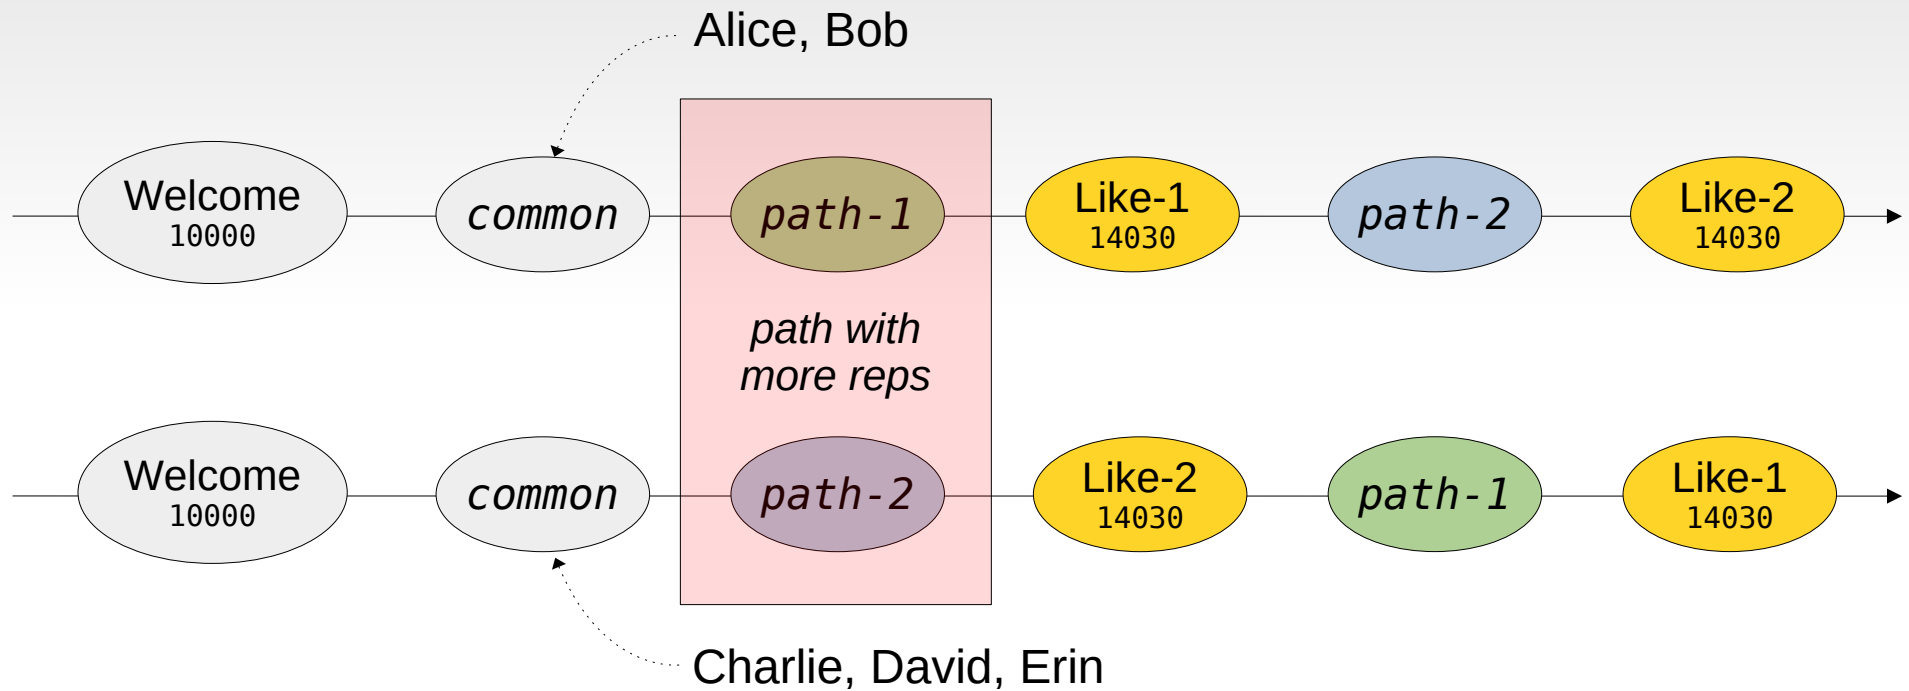 Alice, Bob
Welcome
10000
common
path-1
Like-1
14030
path-2
Like-2
14030
path with
more reps
Welcome
10000
common
path-2
Like-2
14030
path-1
Like-1
14030
Charlie, David, Erin